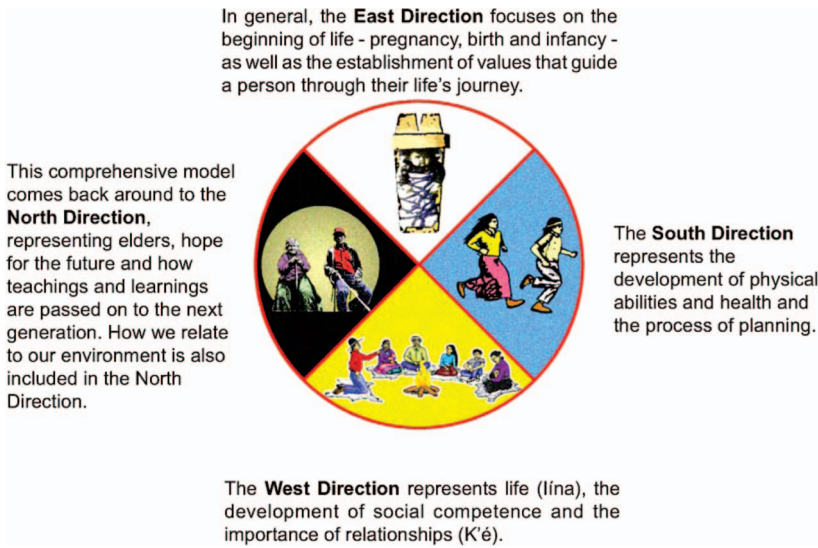 In general, the East Direction focuses on the
beginning of life - pregnancy, birth and infancy -
as well as the establishment of values that guide
a person through their life's journey.
This comprehensive model
comes back around to the
North Direction,
representing elders, hope
for the future and how
teachings and learnings
are passed on to the next
generation. How we relate
to our environment is also
included in the North
Direction.
The South Direction
represents the
development of physical
abilities and health and
the process of planning.
The West Direction represents life (Iína), the
development of social competence and the
importance of relationships (K'é).